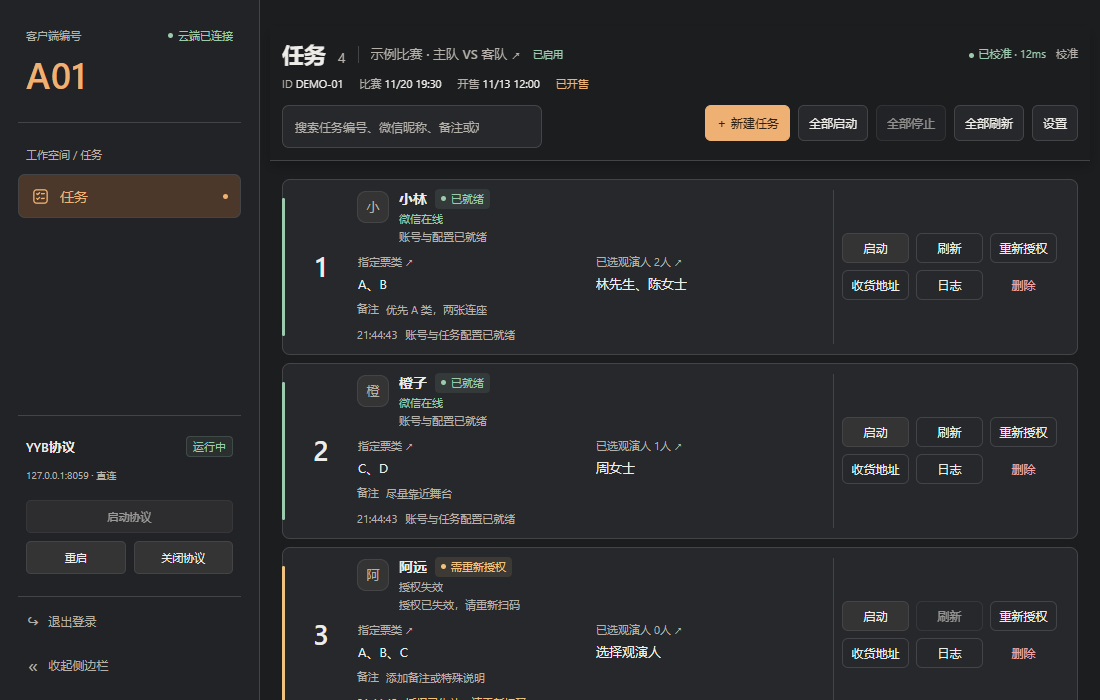 客户端编号
云端已连接
A01
工作空间 / 任务
任务
YYB协议
运行中
127.0.0.1:8059 · 直连
启动协议
重启
关闭协议
退出登录
收起侧边栏
任务 4 示例比赛 · 主队 VS 客队 ↗ 已启用
已校准 · 12ms 校准
ID DEMO-01 比赛 11/20 19:30 开售 11/13 12:00 已开售
搜索任务编号、微信昵称、备注或
+ 新建任务
全部启动
全部停止
全部刷新
设置
1
小
小林 已就绪
微信在线
账号与配置已就绪
指定票类 ↗
A、B
已选观演人 2人 ↗
林先生、陈女士
备注 优先 A 类，两张连座
21:44:43 账号与任务配置已就绪
启动 刷新 重新授权
收货地址 日志 删除
2
橙
橙子 已就绪
微信在线
账号与配置已就绪
指定票类 ↗
C、D
已选观演人 1人 ↗
周女士
备注 尽量靠近舞台
21:44:43 账号与任务配置已就绪
启动 刷新 重新授权
收货地址 日志 删除
3
阿
阿远 需重新授权
授权失效
授权已失效，请重新扫码
指定票类 ↗
A、B、C
已选观演人 0人 ↗
选择观演人
备注 添加备注或特殊说明
启动 刷新 重新授权
收货地址 日志 删除